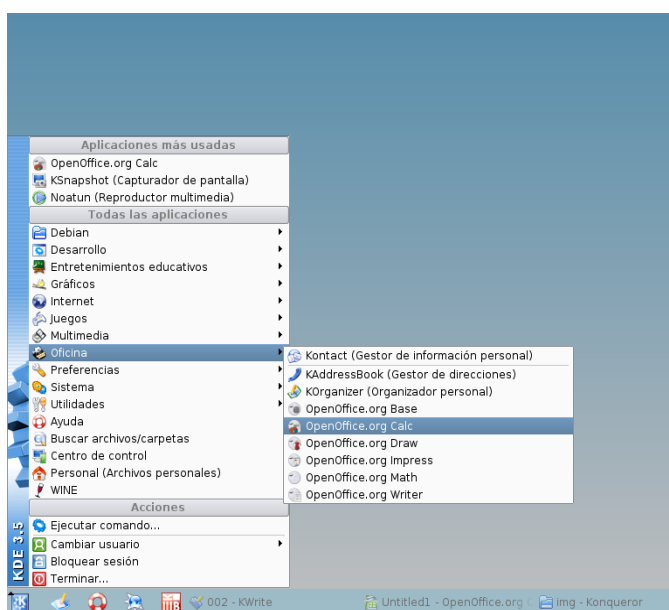 Aplicaciones más usadas
OpenOffice.org Calc
KSnapshot (Capturador de pantalla)
Noatun (Reproductor multimedia)
Todas las aplicaciones
Debian
Desarrollo
Entretenimientos educativos
Gráficos
Internet
Juegos
Multimedia
Oficina
Preferencias
Sistema
Utilidades
Ayuda
Buscar archivos/carpetas
Centro de control
Personal (Archivos personales)
WINE
Acciones
Ejecutar comando...
Cambiar usuario
Bloquear sesión
Terminar...
KDE 3.5
Kontact (Gestor de información personal)
KAddressBook (Gestor de direcciones)
KOrganizer (Organizador personal)
OpenOffice.org Base
OpenOffice.org Calc
OpenOffice.org Draw
OpenOffice.org Impress
OpenOffice.org Math
OpenOffice.org Writer
002 - KWrite
Untitled1 - OpenOffice.org C
img - Konqueror